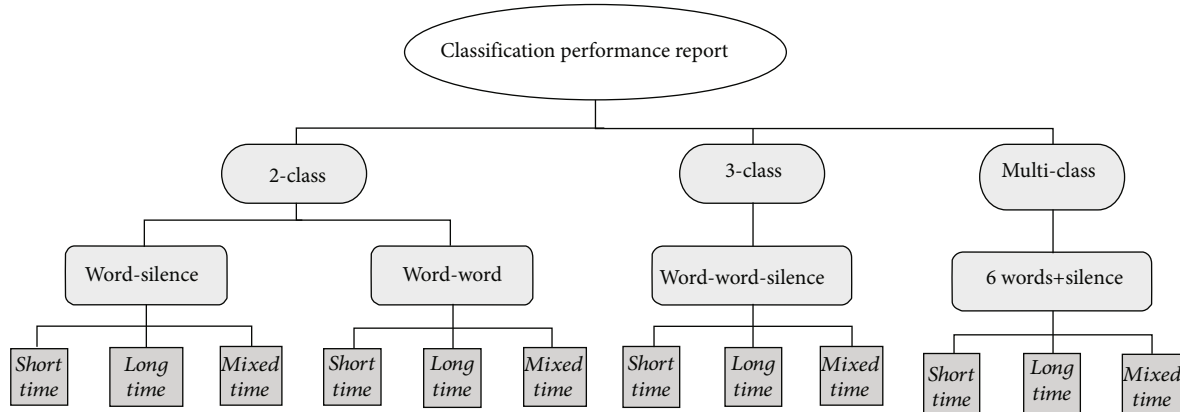 Classification performance report
2-class
3-class
Multi-class
Word-silence
Word-word
Word-word-silence
6 words+silence
Short
time
Long
time
Mixed
time
Short
time
Long
time
Mixed
time
Short
time
Long
time
Mixed
time
Short
time
Long
time
Mixed
time